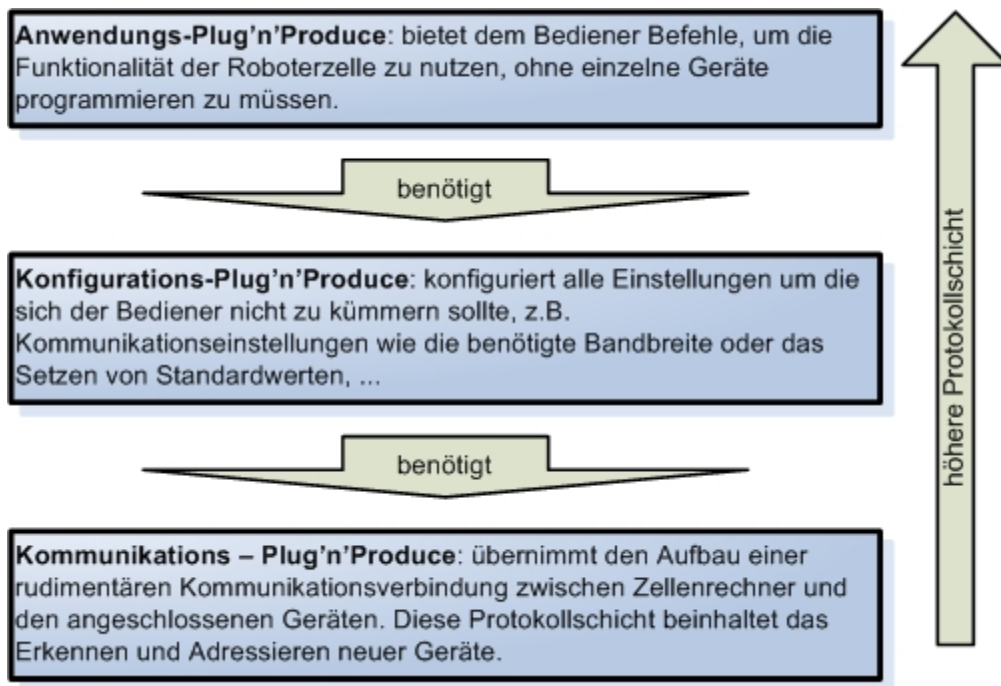 Anwendungs-Plug'n'Produce: bietet dem Bediener Befehle, um die
Funktionalität der Roboterzelle zu nutzen, ohne einzelne Geräte
programmieren zu müssen.
benötigt
Konfigurations-Plug'n'Produce: konfiguriert alle Einstellungen um die
sich der Bediener nicht zu kümmern sollte, z.B.
Kommunikationseinstellungen wie die benötigte Bandbreite oder das
Setzen von Standardwerten, ...
benötigt
Kommunikations – Plug'n'Produce: übernimmt den Aufbau einer
rudimentären Kommunikationsverbindung zwischen Zellenrechner und
den angeschlossenen Geräten. Diese Protokollschicht beinhaltet das
Erkennen und Adressieren neuer Geräte.
höhere Protokollschicht